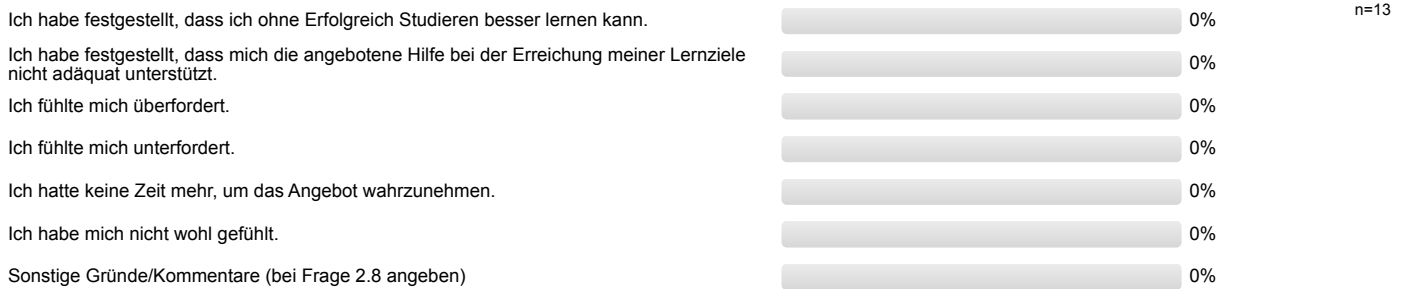 Ich habe festgestellt, dass ich ohne Erfolgreich Studieren besser lernen kann. 0% n=13
Ich habe festgestellt, dass mich die angebotene Hilfe bei der Erreichung meiner Lernziele
nicht adäquat unterstützt. 0%
Ich fühlte mich überfordert. 0%
Ich fühlte mich unterfordert. 0%
Ich hatte keine Zeit mehr, um das Angebot wahrzunehmen. 0%
Ich habe mich nicht wohl gefühlt. 0%
Sonstige Gründe/Kommentare (bei Frage 2.8 angeben) 0%